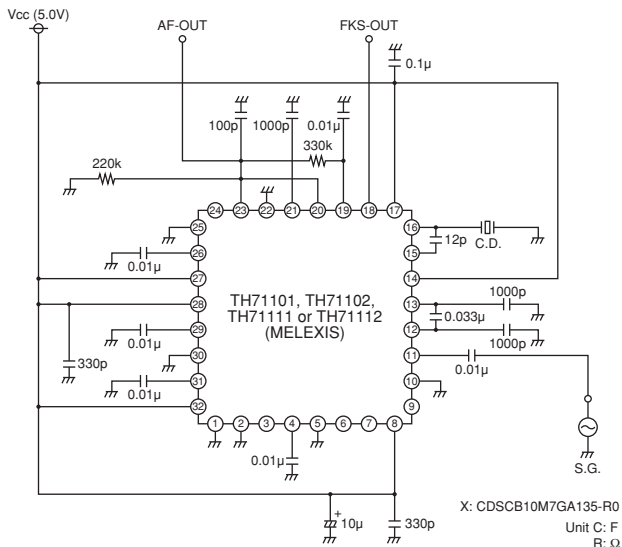 Vcc (5.0V)
AF-OUT
FKS-OUT
0.1μ
100p
1000p
0.01μ
330k
220k
24
23
22
21
20
19
18
17
25
26
27
28
29
30
31
32
0.01μ
0.01μ
330p
0.01μ
TH71101, TH71102,
TH71111 or TH71112
(MELEXIS)
16
15
14
13
12
11
10
9
12p
C.D.
1000p
0.033μ
1000p
0.01μ
S.G.
1
2
3
4
5
6
7
8
0.01μ
+
10μ
330p
X: CDSCB10M7GA135-R0
Unit C: F
R: Ω